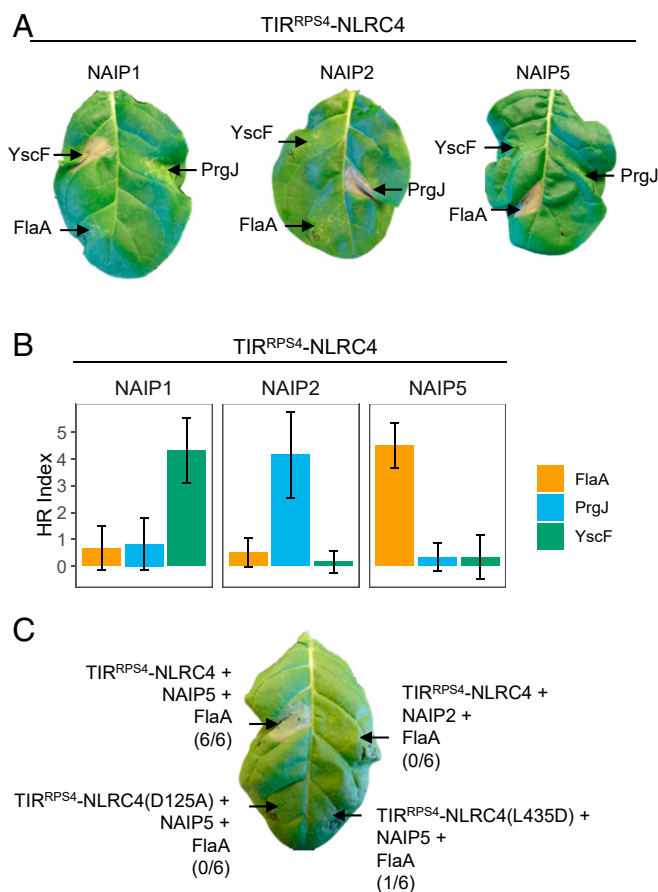 A
TIR^RPS4-NLRC4
NAIP1
NAIP2
NAIP5
YscF
PrgJ
FlaA
YscF
PrgJ
FlaA
YscF
PrgJ
FlaA
B
TIR^RPS4-NLRC4
NAIP1
NAIP2
NAIP5
HR Index
5
4
3
2
1
0
FlaA
PrgJ
YscF
C
TIR^RPS4-NLRC4 +
NAIP5 +
FlaA
(6/6)
TIR^RPS4-NLRC4 +
NAIP2 +
FlaA
(0/6)
TIR^RPS4-NLRC4(D125A) +
NAIP5 +
FlaA
(0/6)
TIR^RPS4-NLRC4(L435D) +
NAIP5 +
FlaA
(1/6)